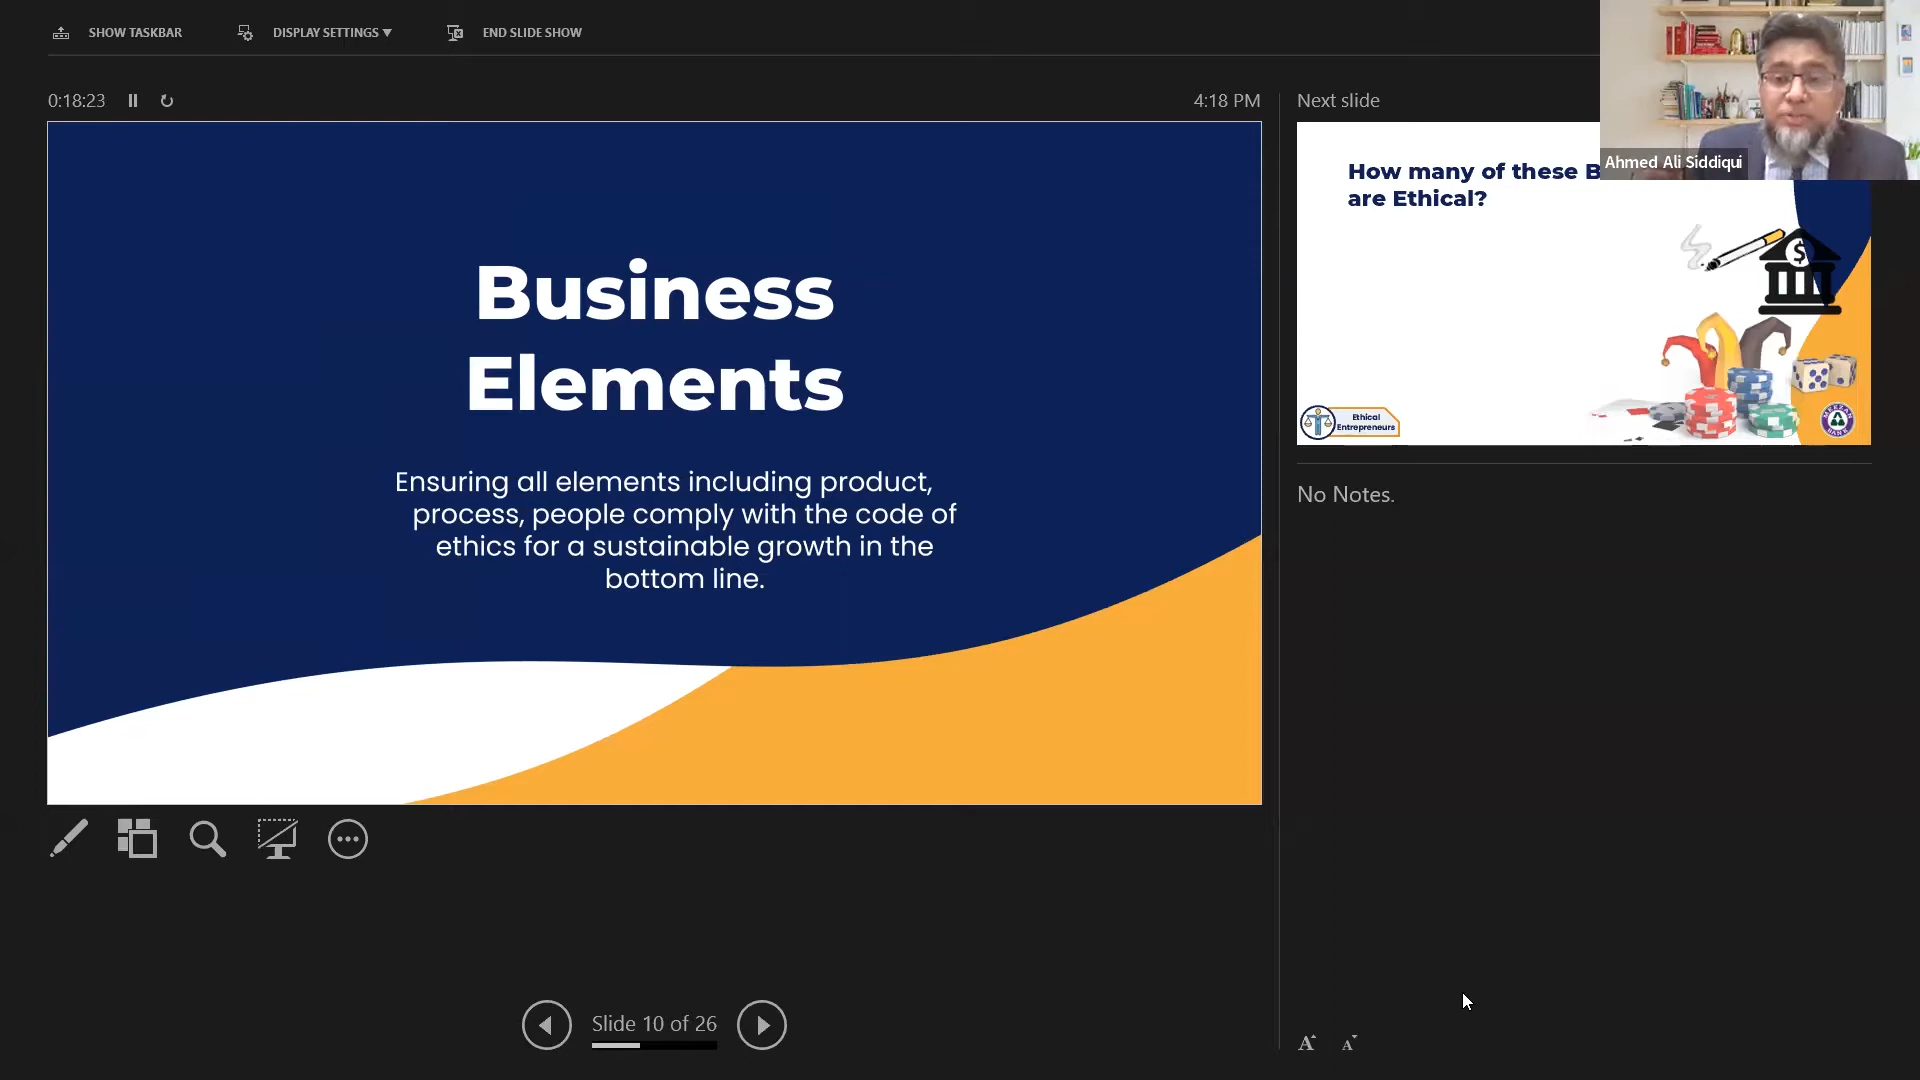 SHOW TASKBAR
DISPLAY SETTINGS ▼
END SLIDE SHOW
0:18:23
4:18 PM
Business
Elements
Ensuring all elements including product,
process, people comply with the code of
ethics for a sustainable growth in the
bottom line.
Slide 10 of 26
Next slide
Ahmed Ali Siddiqui
How many of these B
are Ethical?
$
Ethical
Entrepreneurs
MEEZAN
BANK
No Notes.
A
A